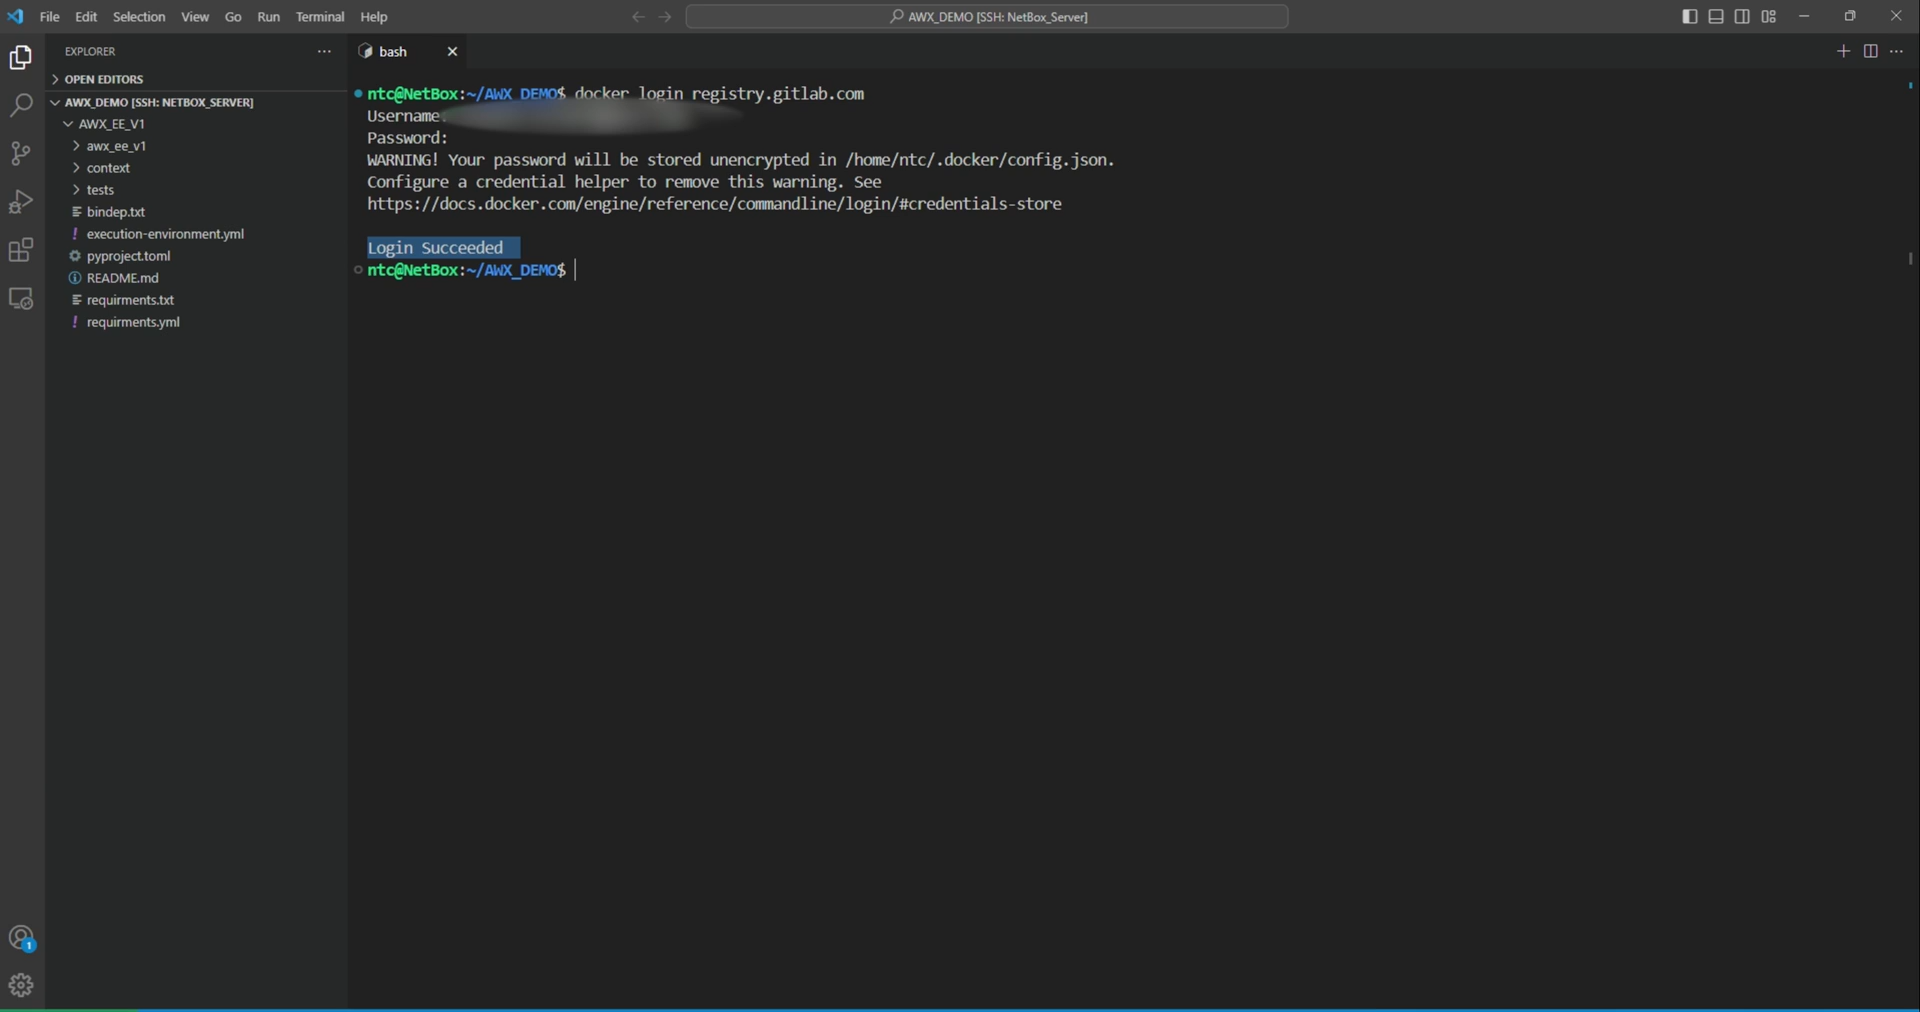 File Edit Selection View Go Run Terminal Help
AWX_DEMO [SSH: NetBox_Server]
EXPLORER
bash
OPEN EDITORS
AWX_DEMO [SSH: NETBOX_SERVER]
AWX_EE_V1
awx_ee_v1
context
tests
bindep.txt
! execution-environment.yml
pyproject.toml
README.md
requirments.txt
! requirments.yml
1
ntc@NetBox:~/AWX_DEMO$ docker login registry.gitlab.com
Username:
Password:
WARNING! Your password will be stored unencrypted in /home/ntc/.docker/config.json.
Configure a credential helper to remove this warning. See
https://docs.docker.com/engine/reference/commandline/login/#credentials-store
Login Succeeded
ntc@NetBox:~/AWX_DEMO$